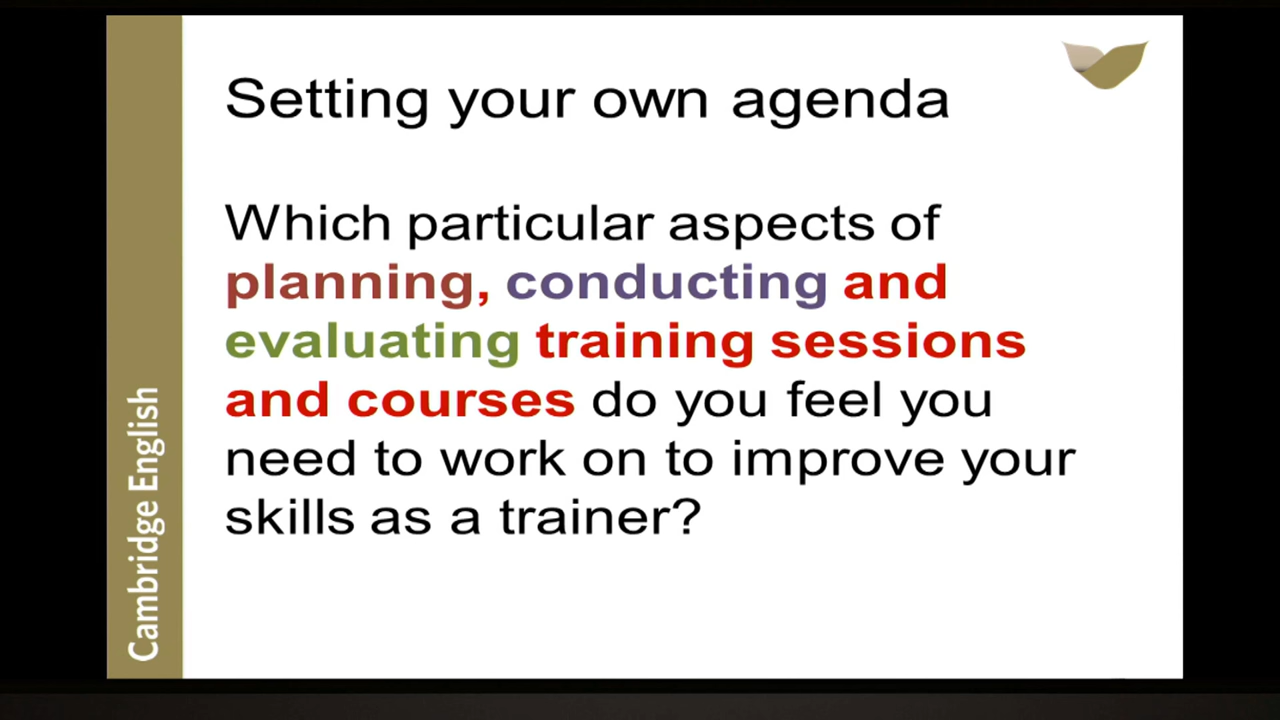 Setting your own agenda
Which particular aspects of
planning, conducting and
evaluating training sessions
and courses do you feel you
need to work on to improve your
skills as a trainer?
Cambridge English